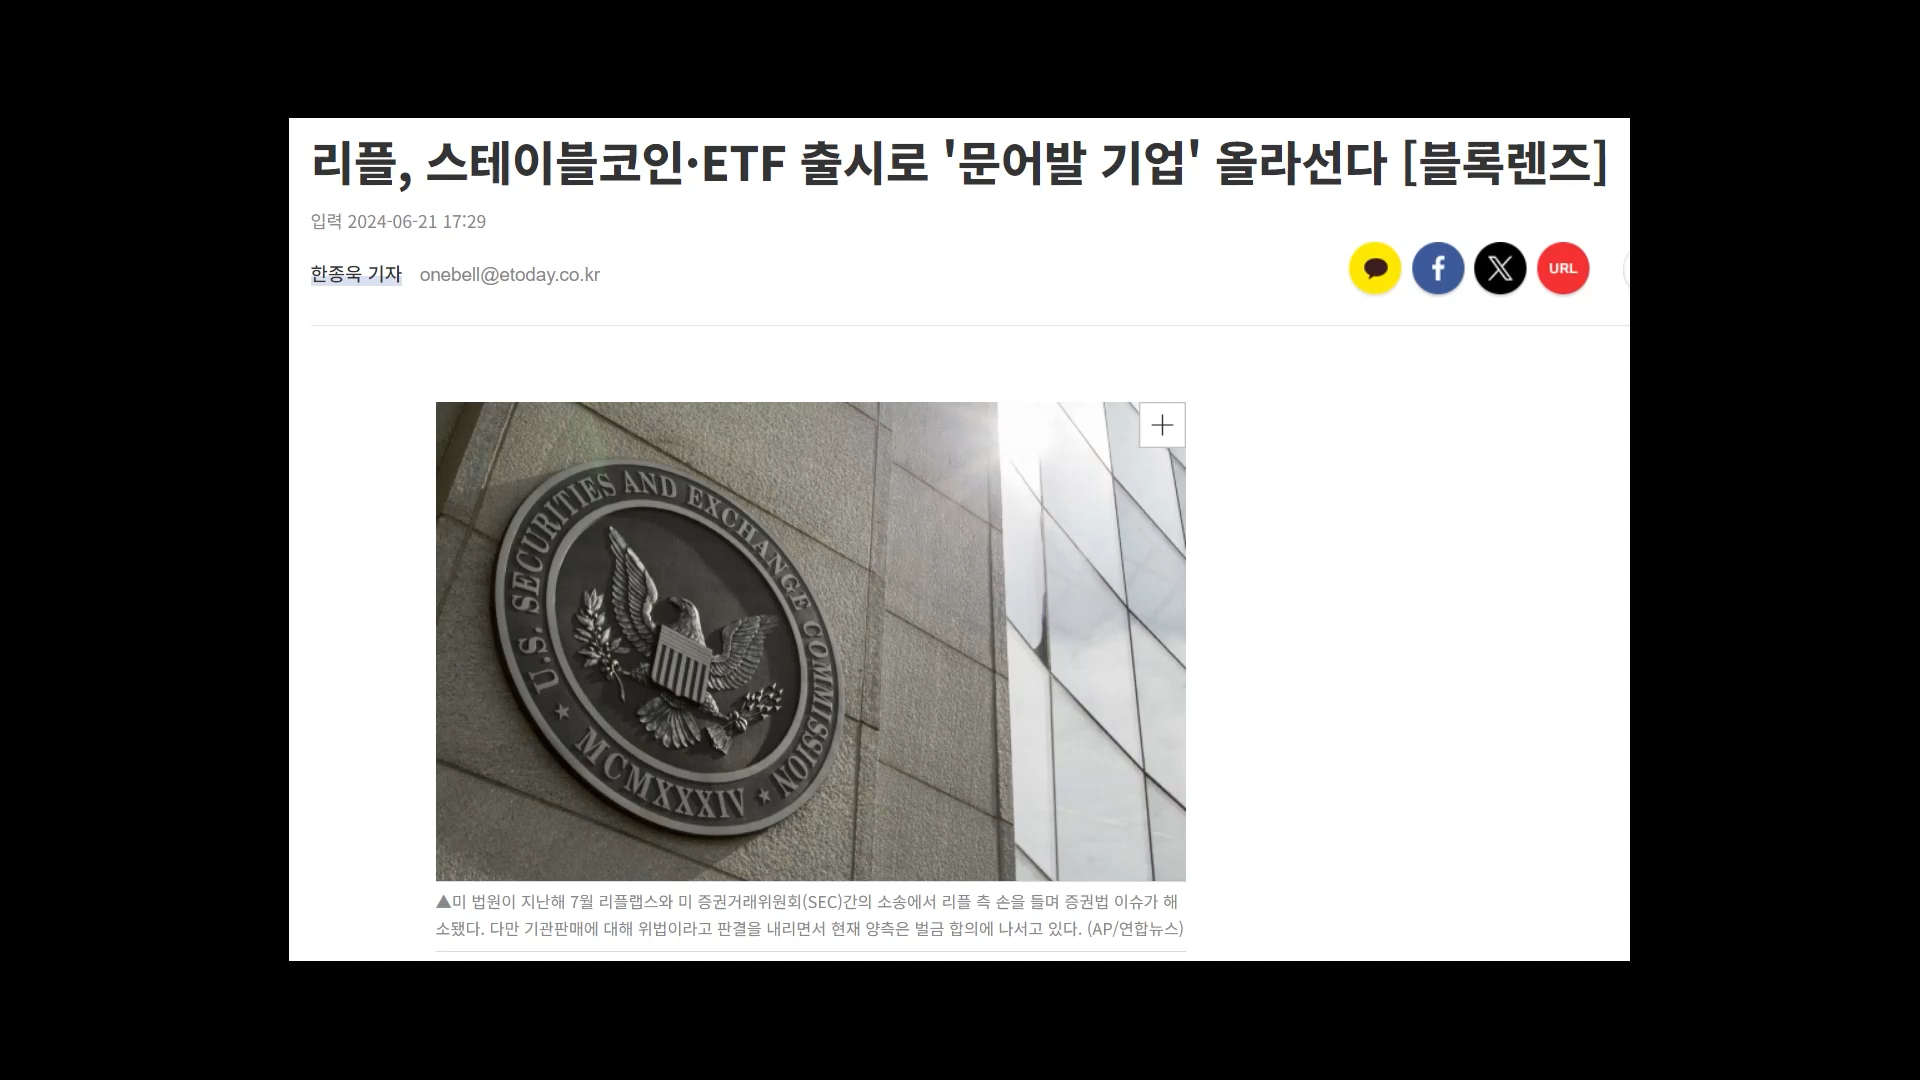 리플, 스테이블코인·ETF 출시로 '문어발 기업' 올라선다 [블록렌즈]
입력 2024-06-21 17:29
한종욱 기자 onebell@etoday.co.kr
URL
U.S. SECURITIES AND EXCHANGE COMMISSION
MCMXXXIV
▲미 법원이 지난해 7월 리플랩스와 미 증권거래위원회(SEC)간의 소송에서 리플 측 손을 들며 증권법 이슈가 해
소됐다. 다만 기관판매에 대해 위법이라고 판결을 내리면서 현재 양측은 벌금 합의에 나서고 있다. (AP/연합뉴스)